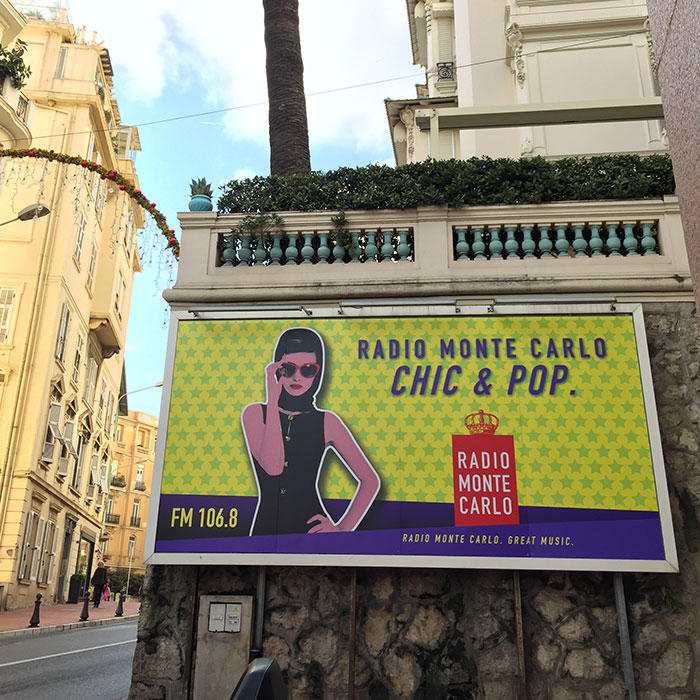 RADIO MONTE CARLO
CHIC & POP.
RADIO
MONTE
CARLO
FM 106.8
RADIO MONTE CARLO. GREAT MUSIC.